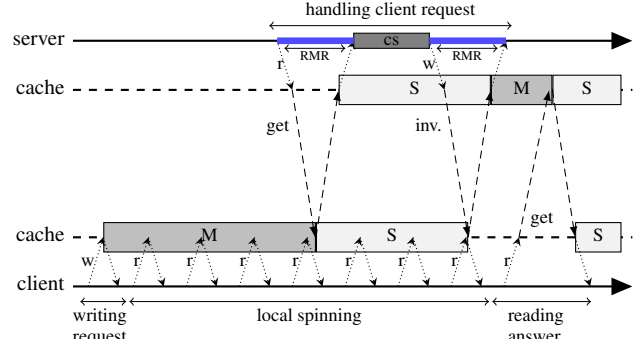 handling client request
server
cs
RMR
RMR
r
w
cache
S
M
S
get
inv.
get
cache
M
S
S
w
r
r
r
r
r
r
r
r
client
writing
request
local spinning
reading
answer